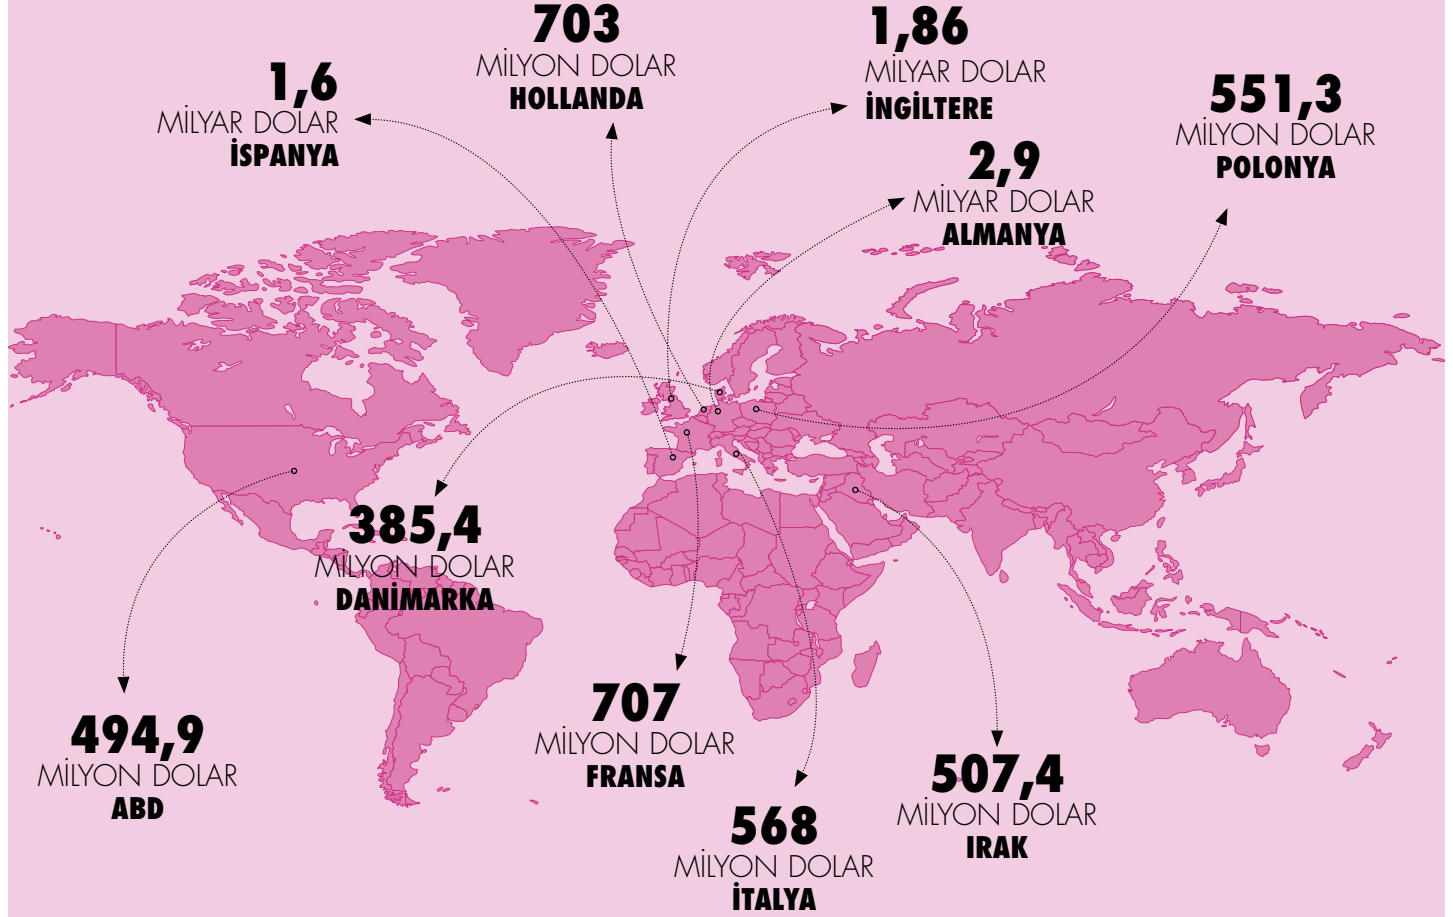 703
MİLYON DOLAR
HOLLANDA
1,86
MİLYAR DOLAR
İNGİLTERE
1,6
MİLYAR DOLAR
İSPANYA
551,3
MİLYON DOLAR
POLONYA
2,9
MİLYAR DOLAR
ALMANYA
385,4
MİLYON DOLAR
DANİMARKA
494,9
MİLYON DOLAR
ABD
707
MİLYON DOLAR
FRANSA
507,4
MİLYON DOLAR
IRAK
568
MİLYON DOLAR
İTALYA